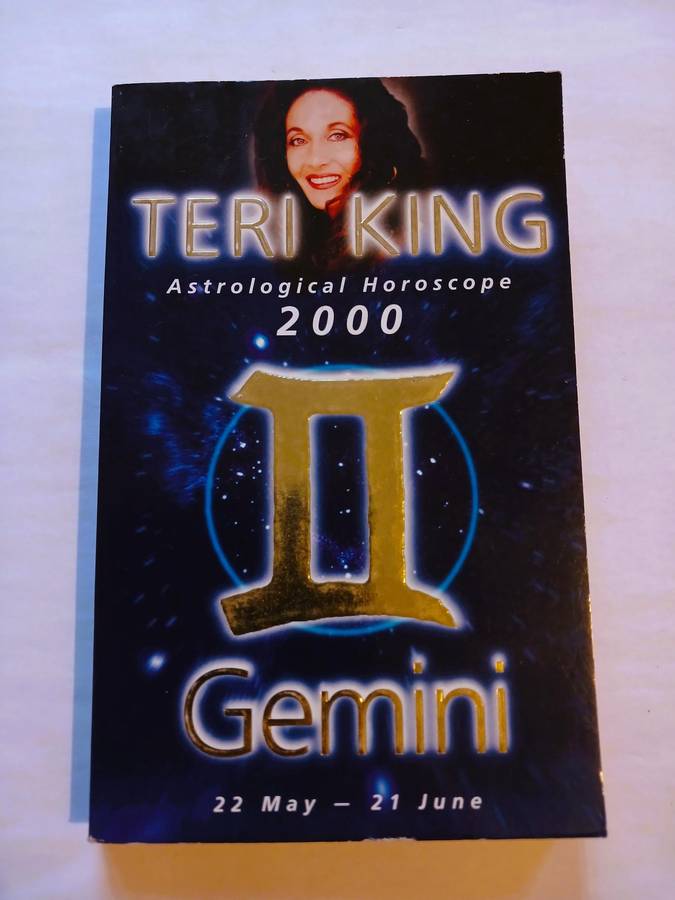 TERI KING
Astrological Horoscope
2000
Gemini
22 May – 21 June